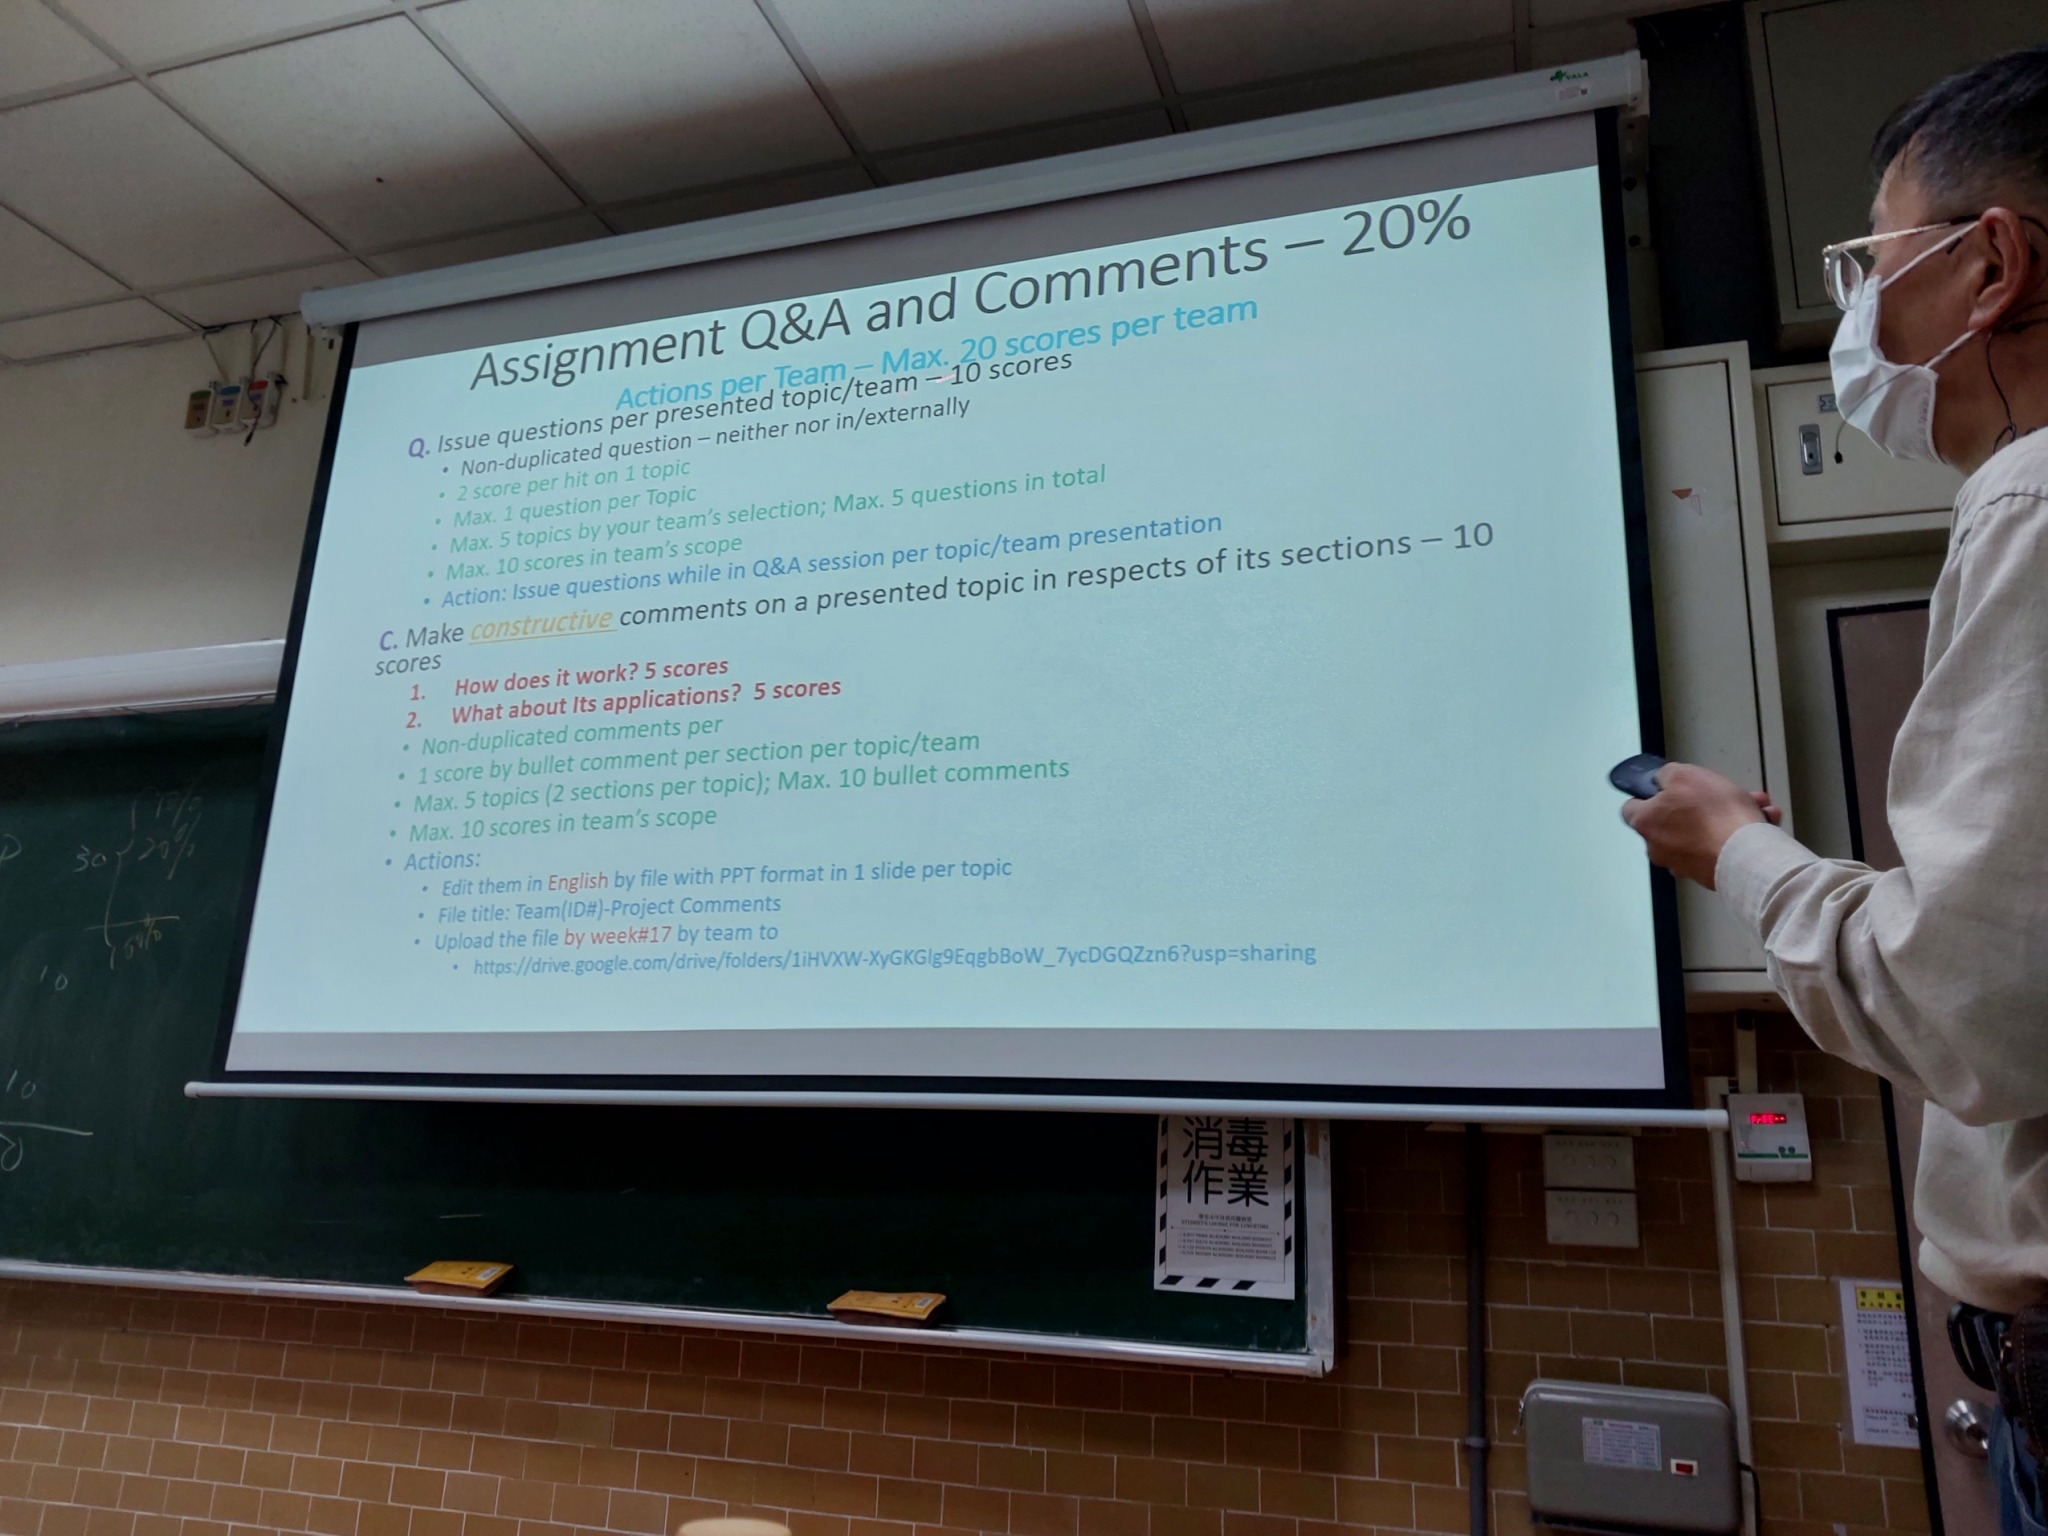 VALA
Assignment Q&A and Comments – 20%
Actions per Team – Max. 20 scores per team
Q. Issue questions per presented topic/team – 10 scores
• Non-duplicated question – neither nor in/externally
• 2 score per hit on 1 topic
• Max. 1 question per Topic
• Max. 5 topics by your team's selection; Max. 5 questions in total
• Max. 10 scores in team's scope
• Action: Issue questions while in Q&A session per topic/team presentation
C. Make constructive comments on a presented topic in respects of its sections – 10
scores
1. How does it work? 5 scores
2. What about Its applications? 5 scores
• Non-duplicated comments per
• 1 score by bullet comment per section per topic/team
• Max. 5 topics (2 sections per topic); Max. 10 bullet comments
• Max. 10 scores in team's scope
• Actions:
• Edit them in English by file with PPT format in 1 slide per topic
• File title: Team(ID#)-Project Comments
• Upload the file by week#17 by team to
• https://drive.google.com/drive/folders/1iHVXW-XyGKGlg9EqgbBoW_7ycDGQZzn6?usp=sharing
30
20%
10
10
消毒
作業